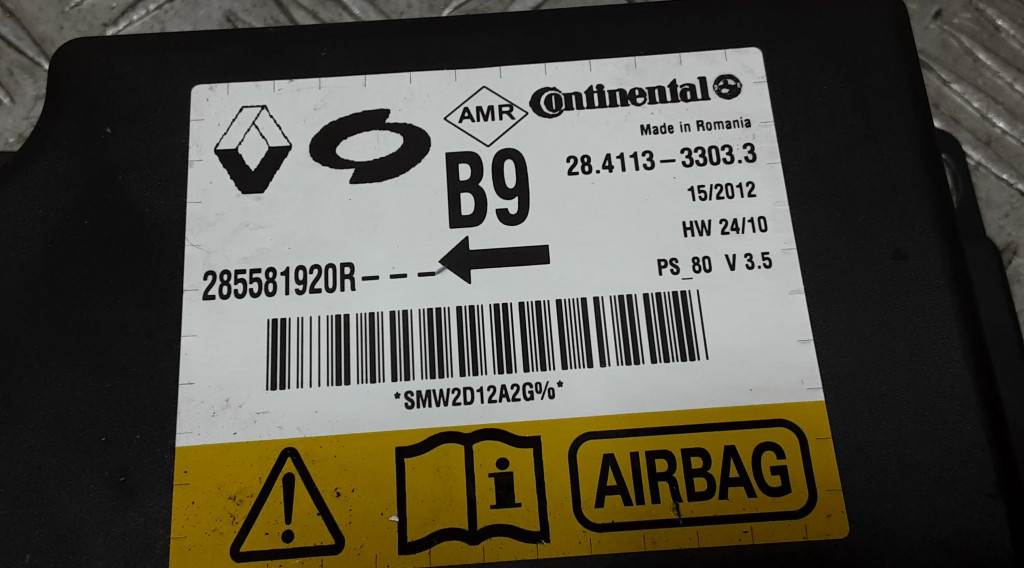 AMR
Continental
Made in Romania
B9
28.4113-3303.3
15/2012
HW 24/10
285581920R---
PS_80 V 3.5
*SMW2D12A2G%*
i
AIRBAG